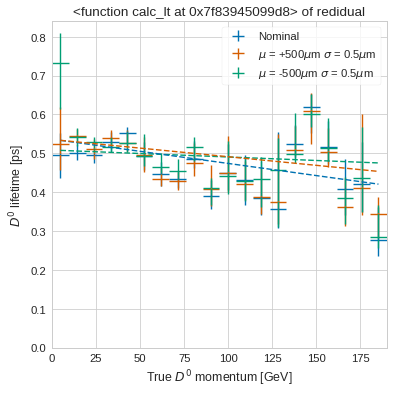 <function calc_lt at 0x7f83945099d8> of redidual
Nominal
μ = +500μm σ = 0.5μm
μ = -500μm σ = 0.5μm
D⁰ lifetime [ps]
0.8
0.7
0.6
0.5
0.4
0.3
0.2
0.1
0.0
0 25 50 75 100 125 150 175
True D⁰ momentum [GeV]